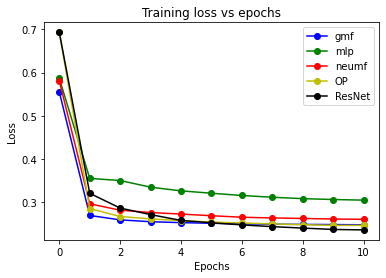 Training loss vs epochs
0.7
0.6
0.5
0.4
0.3
Loss
gmf
mlp
neumf
OP
ResNet
0 2 4 6 8 10
Epochs